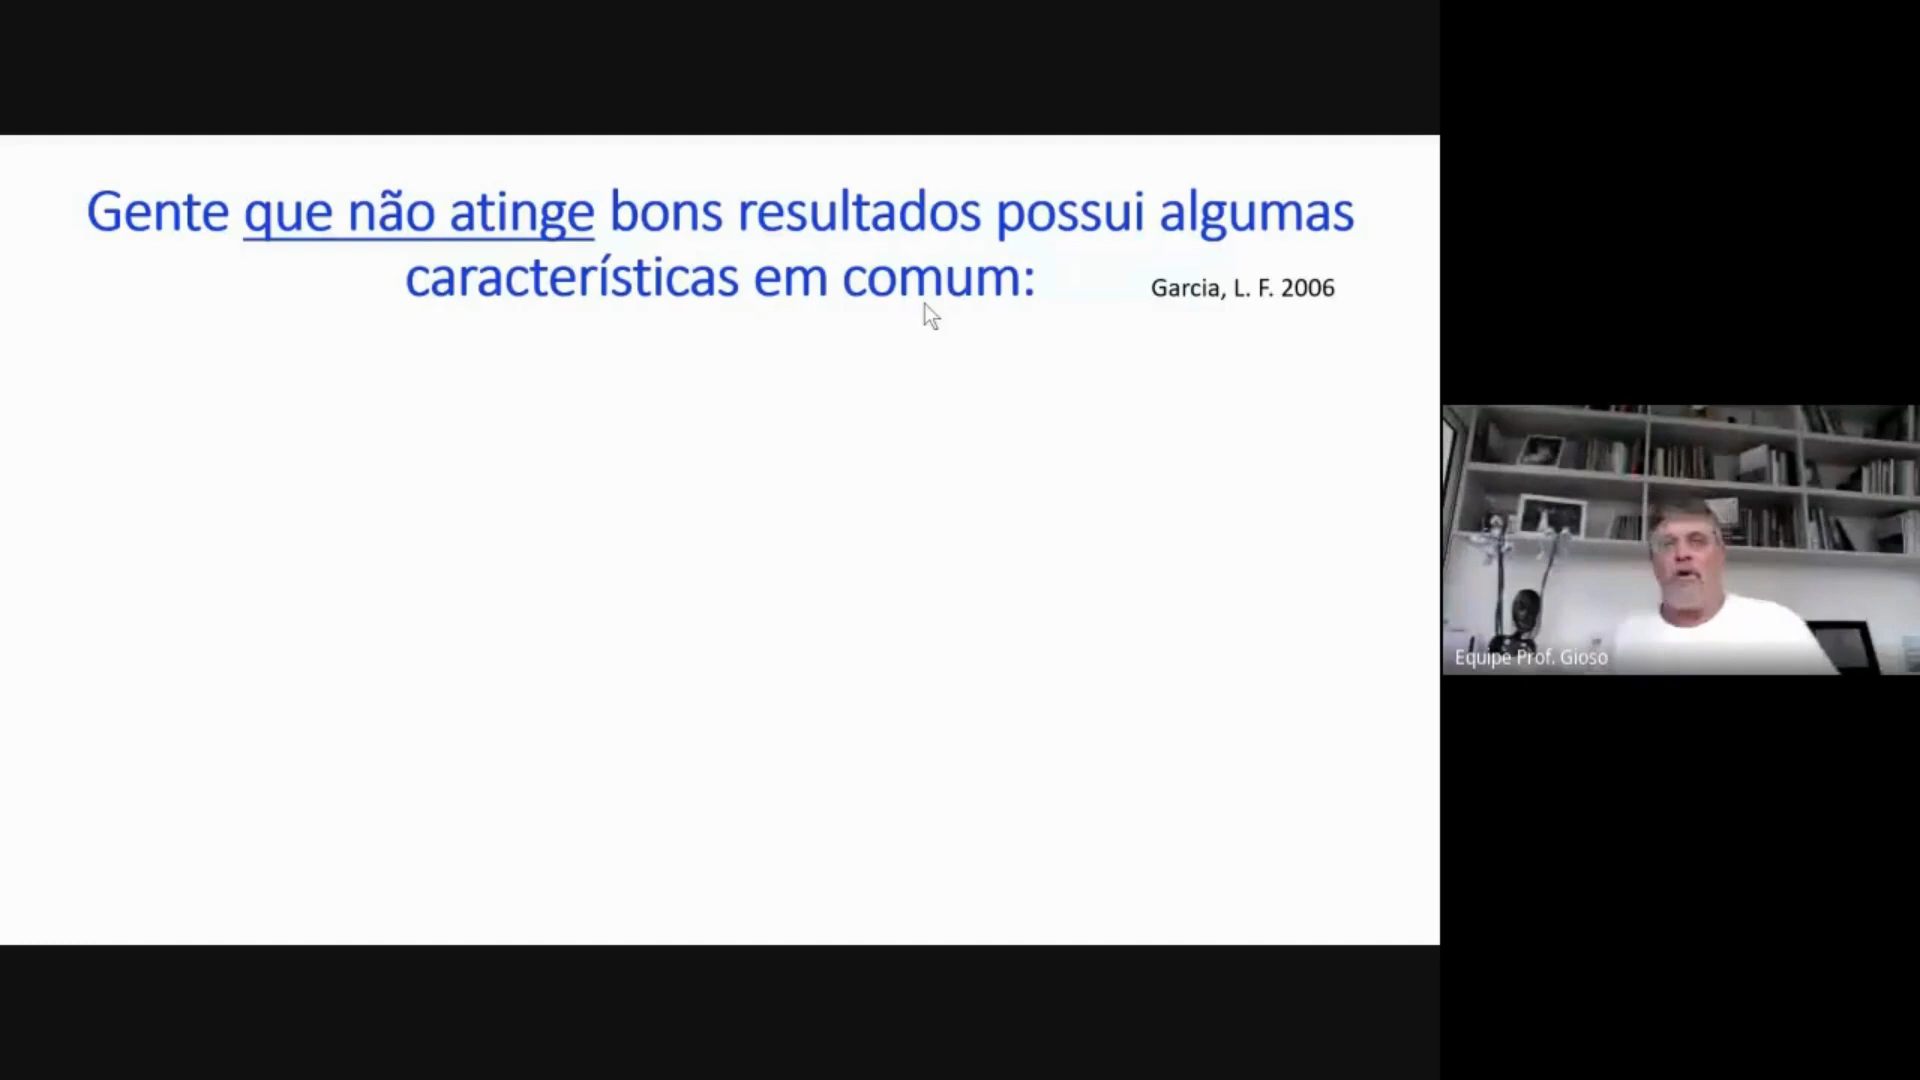 Gente que não atinge bons resultados possui algumas
características em comum:
Garcia, L. F. 2006
Equipe Prof. Gioso